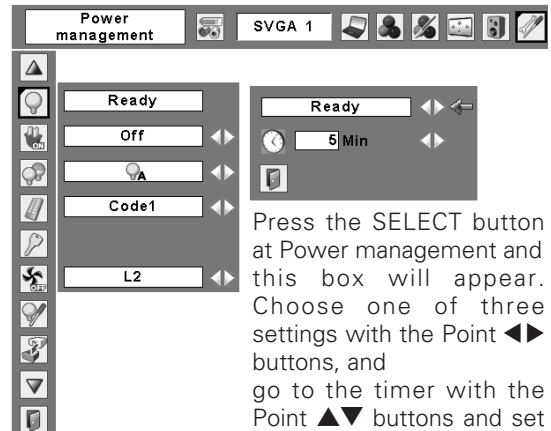 Power management
SVGA 1
ON
Ready
Off
A
Code1
OFF
L2
Ready
5 Min
Press the SELECT button
at Power management and
this box will appear.
Choose one of three
settings with the Point ◀▶
buttons, and
go to the timer with the
Point ▲▼ buttons and set